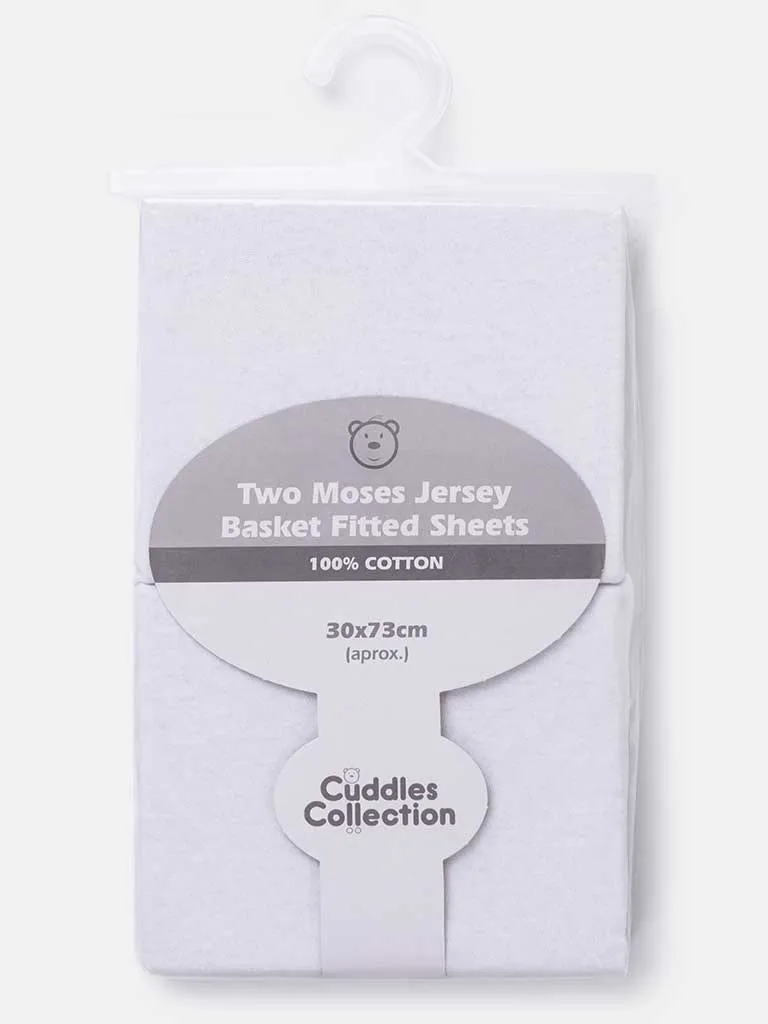 Two Moses Jersey
Basket Fitted Sheets
100% COTTON
30x73cm
(aprox.)
Cuddles
Collection